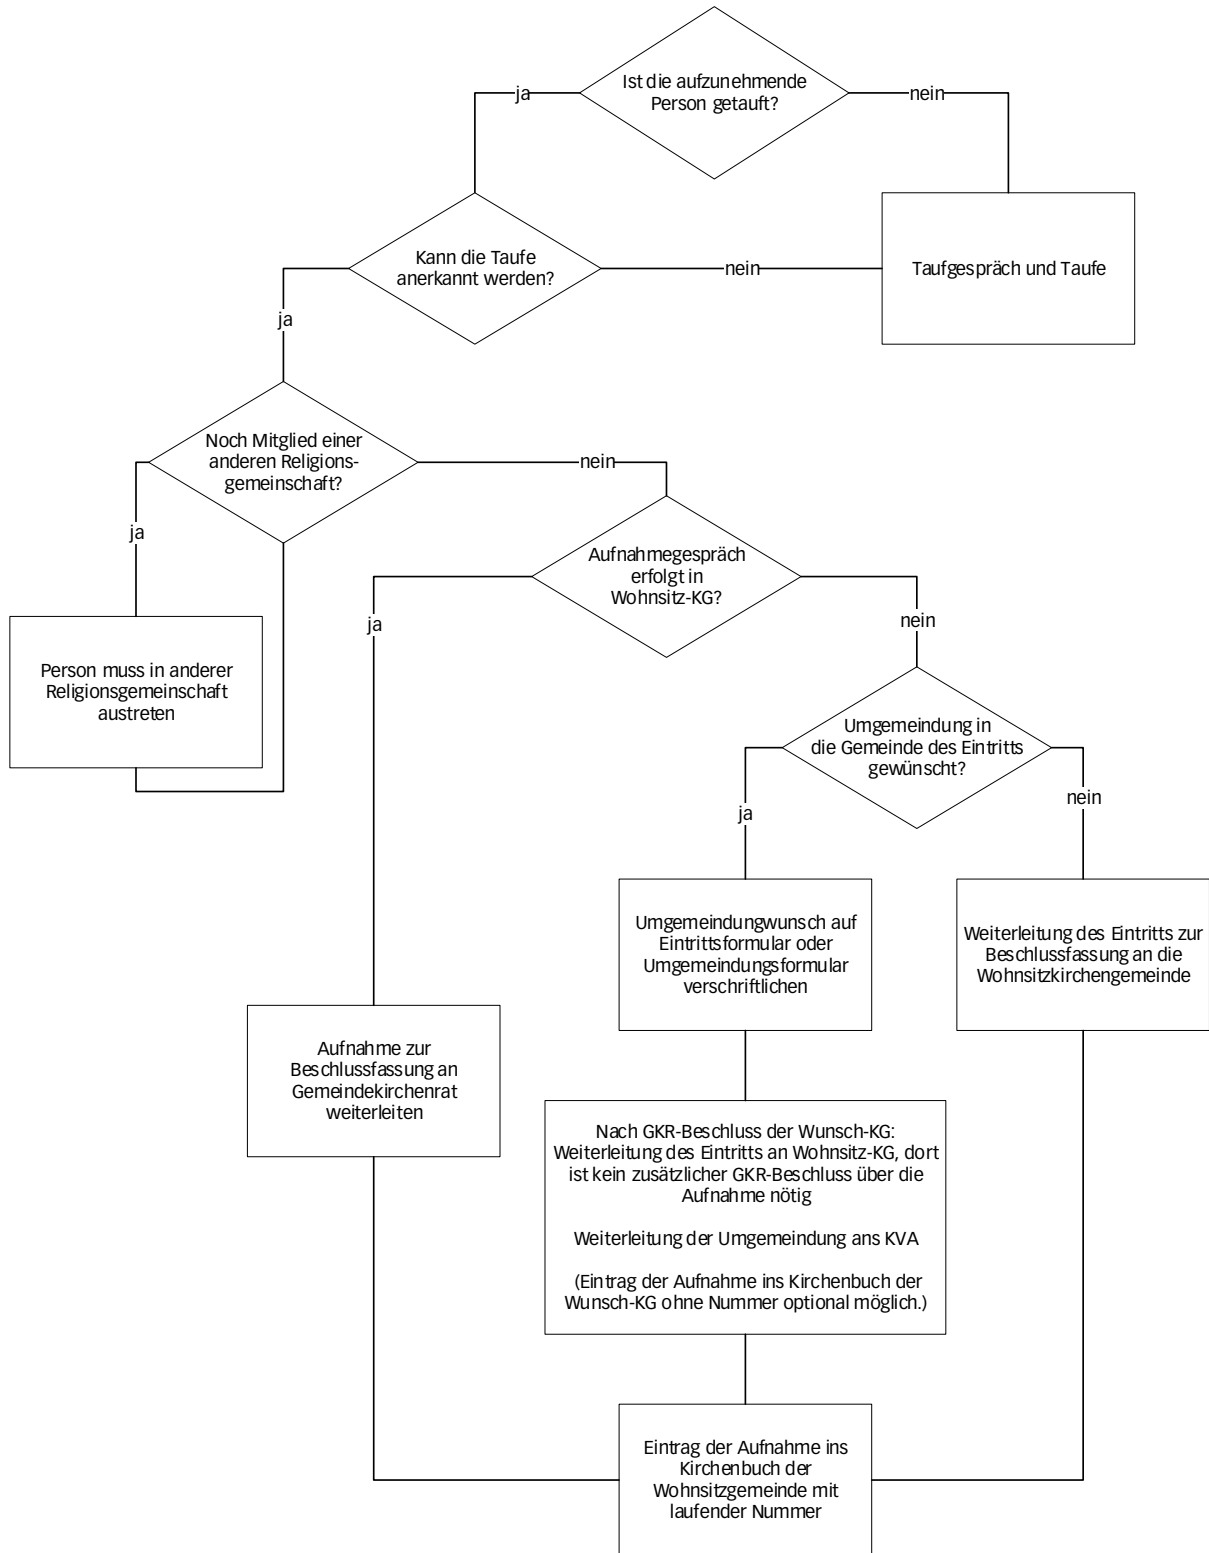 Ist die aufzunehmende
Person getauft?
ja
nein
Kann die Taufe
anerkannt werden?
nein
Taufgespräch und Taufe
ja
Noch Mitglied einer
anderen Religions-
gemeinschaft?
nein
ja
Aufnahmegespräch
erfolgt in
Wohnsitz-KG?
ja
nein
Person muss in anderer
Religionsgemeinschaft
austreten
Umgemeindung in
die Gemeinde des Eintritts
gewünscht?
ja
nein
Umgemeindungwunsch auf
Eintrittsformular oder
Umgemeindungsformular
verschriftlichen
Weiterleitung des Eintritts zur
Beschlussfassung an die
Wohnsitzkirchengemeinde
Aufnahme zur
Beschlussfassung an
Gemeindekirchenrat
weiterleiten
Nach GKR-Beschluss der Wunsch-KG:
Weiterleitung des Eintritts an Wohnsitz-KG, dort
ist kein zusätzlicher GKR-Beschluss über die
Aufnahme nötig
Weiterleitung der Umgemeindung ans KVA
(Eintrag der Aufnahme ins Kirchenbuch der
Wunsch-KG ohne Nummer optional möglich.)
Eintrag der Aufnahme ins
Kirchenbuch der
Wohnsitzgemeinde mit
laufender Nummer